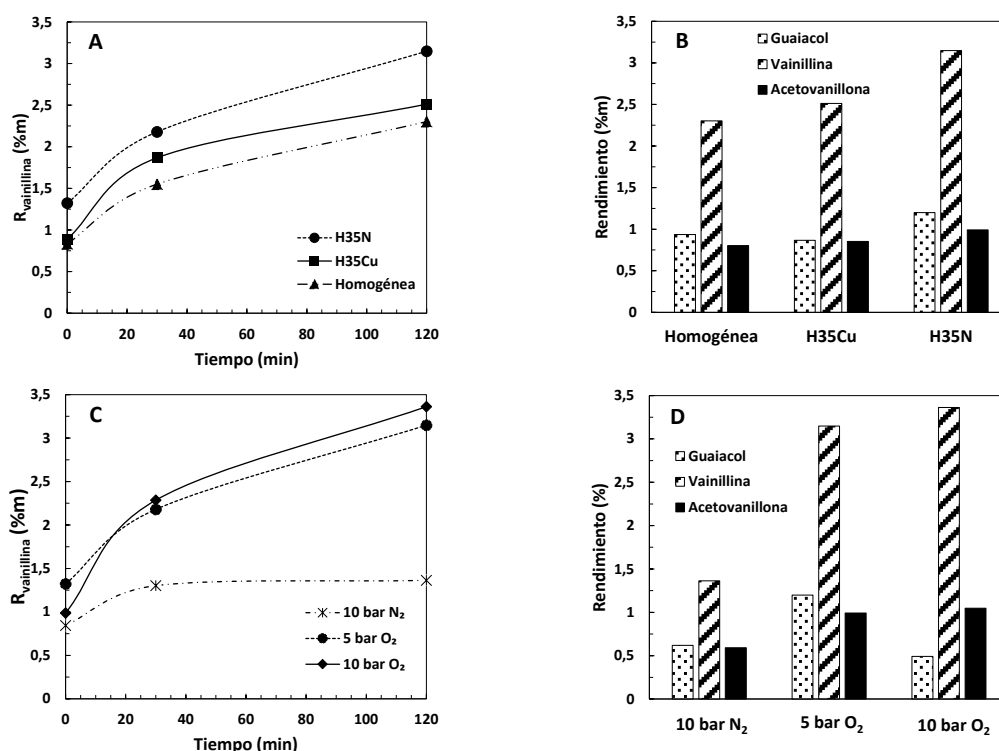 A
3,5
3
2,5
2
1,5
1
0,5
0
R vainillina (%m)
H35N
H35Cu
Homogénea
0 20 40 60 80 100 120
Tiempo (min)
B
3,5
3
2,5
2
1,5
1
0,5
0
Rendimiento (%m)
Guaiacol
Vainillina
Acetovanillona
Homogénea H35Cu H35N
C
3,5
3
2,5
2
1,5
1
0,5
0
R vainillina (%m)
10 bar N₂
5 bar O₂
10 bar O₂
0 20 40 60 80 100 120
Tiempo (min)
D
3,5
3
2,5
2
1,5
1
0,5
0
Rendimiento (%)
Guaiacol
Vainillina
Acetovanillona
10 bar N₂ 5 bar O₂ 10 bar O₂